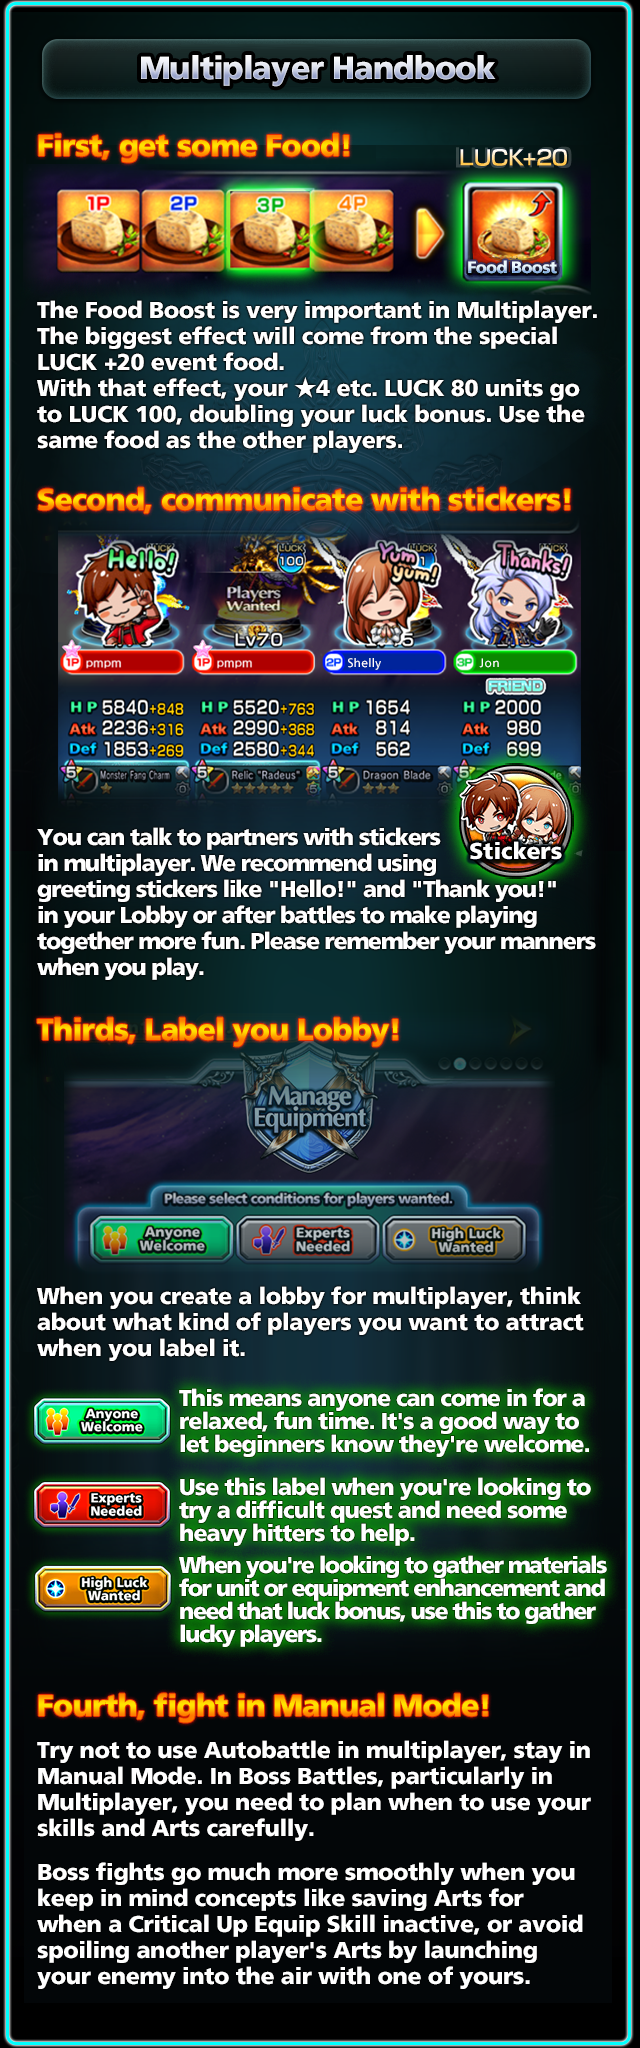 Multiplayer Handbook
First, get some Food!
LUCK+20
1P 2P 3P 4P
Food Boost
The Food Boost is very important in Multiplayer.
The biggest effect will come from the special
LUCK +20 event food.
With that effect, your ★4 etc. LUCK 80 units go
to LUCK 100, doubling your luck bonus. Use the
same food as the other players.
Second, communicate with stickers!
Hello! LUCK 100 Yum yum! LUCK Thanks!
Players
Wanted
LV70
1P pmpm 1P pmpm 2P Shelly 3P Jon
FRIEND
HP 5840+848 HP 5520+763 HP 1654 HP 2000
Atk 2236+316 Atk 2990+368 Atk 814 Atk 980
Def 1853+269 Def 2580+344 Def 562 Def 699
5 Monster Fang Charm 5 Relic "Radeus" 5 Dragon Blade 5
Stickers
You can talk to partners with stickers
in multiplayer. We recommend using
greeting stickers like "Hello!" and "Thank you!"
in your Lobby or after battles to make playing
together more fun. Please remember your manners
when you play.
Thirds, Label you Lobby!
Manage
Equipment
Please select conditions for players wanted.
Anyone Welcome Experts Needed High Luck Wanted
When you create a lobby for multiplayer, think
about what kind of players you want to attract
when you label it.
Anyone
Welcome
This means anyone can come in for a
relaxed, fun time. It's a good way to
let beginners know they're welcome.
Experts
Needed
Use this label when you're looking to
try a difficult quest and need some
heavy hitters to help.
High Luck
Wanted
When you're looking to gather materials
for unit or equipment enhancement and
need that luck bonus, use this to gather
lucky players.
Fourth, fight in Manual Mode!
Try not to use Autobattle in multiplayer, stay in
Manual Mode. In Boss Battles, particularly in
Multiplayer, you need to plan when to use your
skills and Arts carefully.
Boss fights go much more smoothly when you
keep in mind concepts like saving Arts for
when a Critical Up Equip Skill inactive, or avoid
spoiling another player's Arts by launching
your enemy into the air with one of yours.